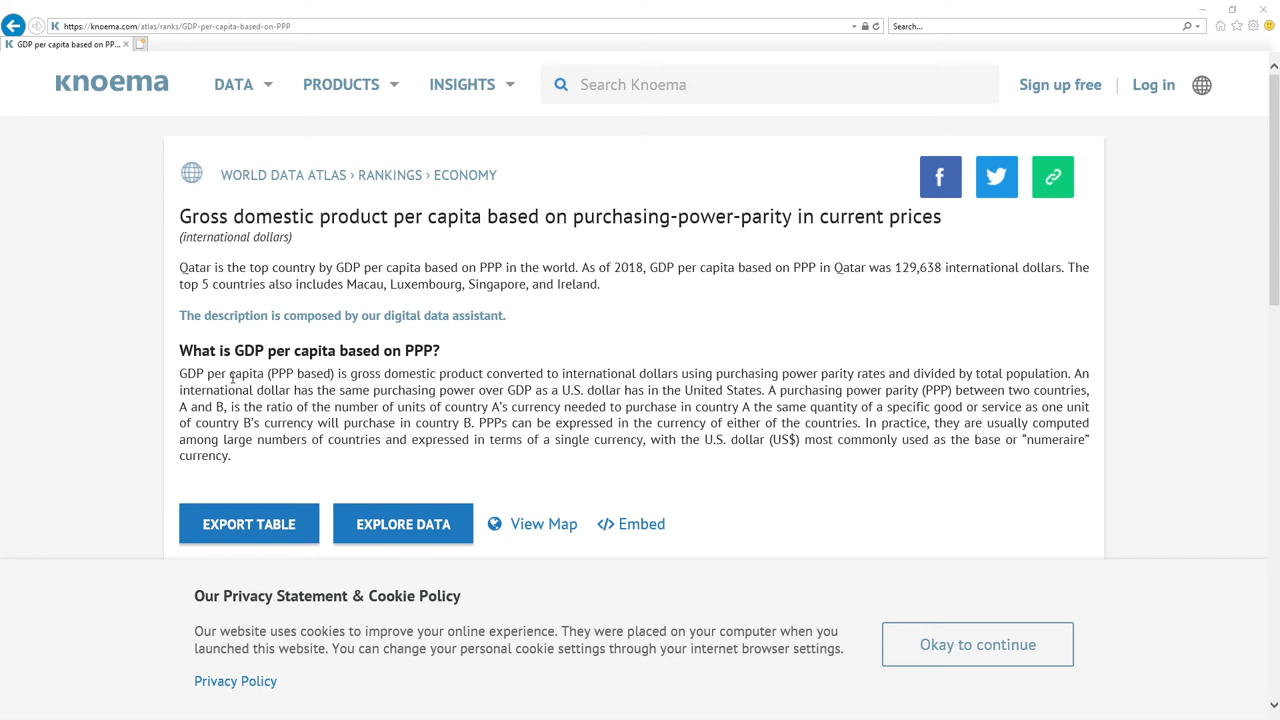 https://knoema.com/atlas/ranks/GDP-per-capita-based-on-PPP
Search...
GDP per capita based on PP...
knoema
DATA
PRODUCTS
INSIGHTS
Search Knoema
Sign up free
Log in
WORLD DATA ATLAS › RANKINGS › ECONOMY
Gross domestic product per capita based on purchasing-power-parity in current prices
(international dollars)
Qatar is the top country by GDP per capita based on PPP in the world. As of 2018, GDP per capita based on PPP in Qatar was 129,638 international dollars. The
top 5 countries also includes Macau, Luxembourg, Singapore, and Ireland.
The description is composed by our digital data assistant.
What is GDP per capita based on PPP?
GDP per capita (PPP based) is gross domestic product converted to international dollars using purchasing power parity rates and divided by total population. An
international dollar has the same purchasing power over GDP as a U.S. dollar has in the United States. A purchasing power parity (PPP) between two countries,
A and B, is the ratio of the number of units of country A's currency needed to purchase in country A the same quantity of a specific good or service as one unit
of country B's currency will purchase in country B. PPPs can be expressed in the currency of either of the countries. In practice, they are usually computed
among large numbers of countries and expressed in terms of a single currency, with the U.S. dollar (US$) most commonly used as the base or "numeraire"
currency.
EXPORT TABLE
EXPLORE DATA
View Map
</> Embed
Our Privacy Statement & Cookie Policy
Our website uses cookies to improve your online experience. They were placed on your computer when you
launched this website. You can change your personal cookie settings through your internet browser settings.
Okay to continue
Privacy Policy